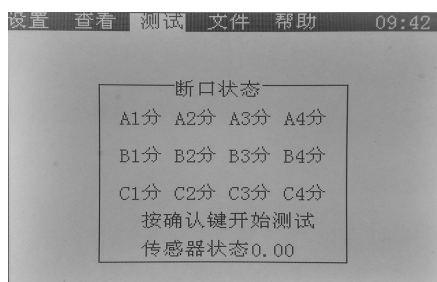 设置 查看 测试 文件 帮助 09:42
断口状态
A1分 A2分 A3分 A4分
B1分 B2分 B3分 B4分
C1分 C2分 C3分 C4分
按确认键开始测试
传感器状态0.00